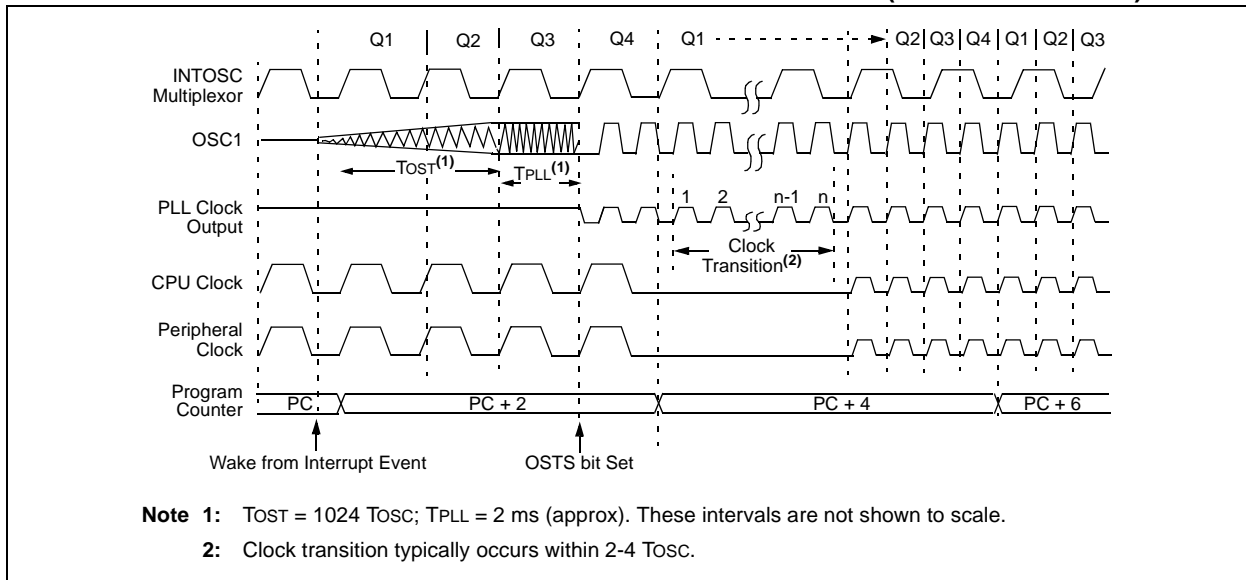 Q1 Q2 Q3 Q4 Q1 Q2 Q3 Q4 Q1 Q2 Q3
INTOSC
Multiplexor
OSC1
TOST(1)
TPLL(1)
1 2 n-1 n
PLL Clock
Output
Clock
Transition(2)
CPU Clock
Peripheral
Clock
Program
Counter
PC PC + 2 PC + 4 PC + 6
Wake from Interrupt Event OSTS bit Set
Note 1: TOST = 1024 TOSC; TPLL = 2 ms (approx). These intervals are not shown to scale.
2: Clock transition typically occurs within 2-4 TOSC.